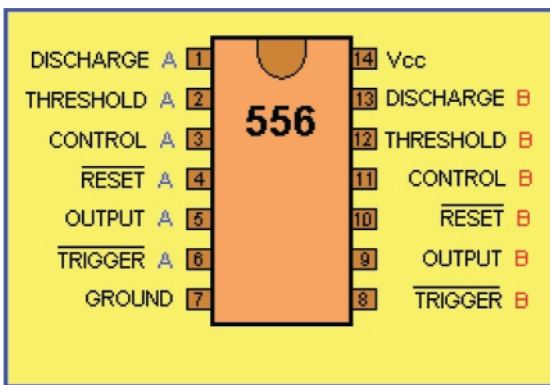 DISCHARGE A 1
THRESHOLD A 2
CONTROL A 3
RESET A 4
OUTPUT A 5
TRIGGER A 6
GROUND 7
556
14 Vcc
13 DISCHARGE B
12 THRESHOLD B
11 CONTROL B
10 RESET B
9 OUTPUT B
8 TRIGGER B